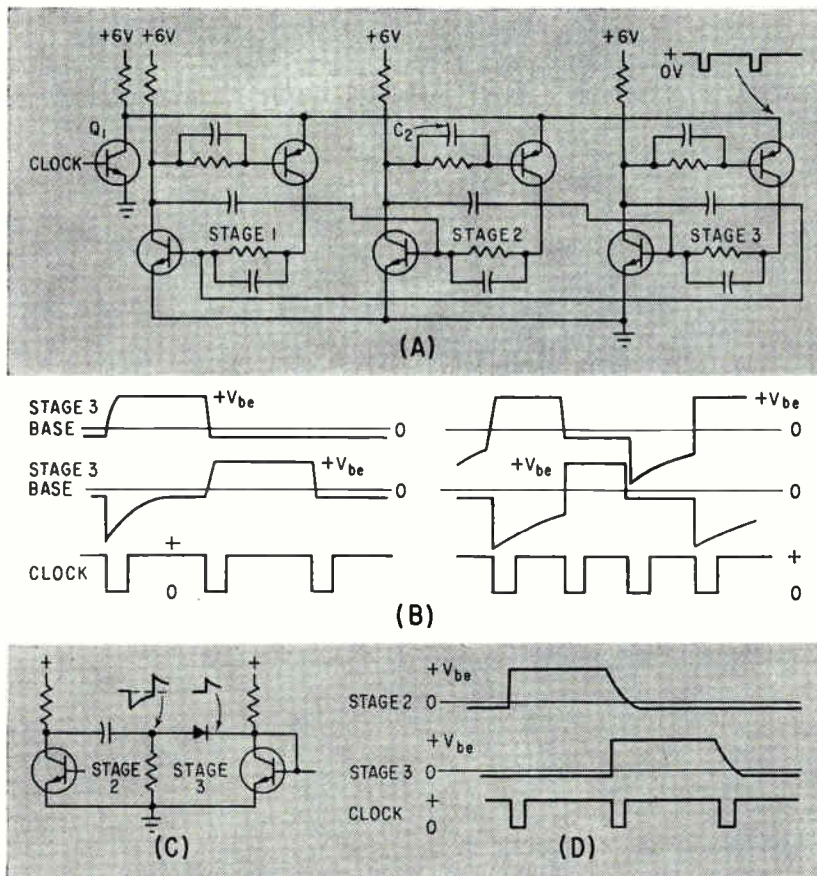 +6V +6V +6V +6V
+
0V
Q1
C2
CLOCK
STAGE 1 STAGE 2 STAGE 3
(A)
STAGE 3 BASE +Vbe 0 +Vbe 0
STAGE 3 BASE +Vbe 0 +Vbe 0
CLOCK + 0 + 0
(B)
+ +
STAGE 2 STAGE 3
(C)
STAGE 2 +Vbe 0
STAGE 3 +Vbe 0
CLOCK + 0
(D)